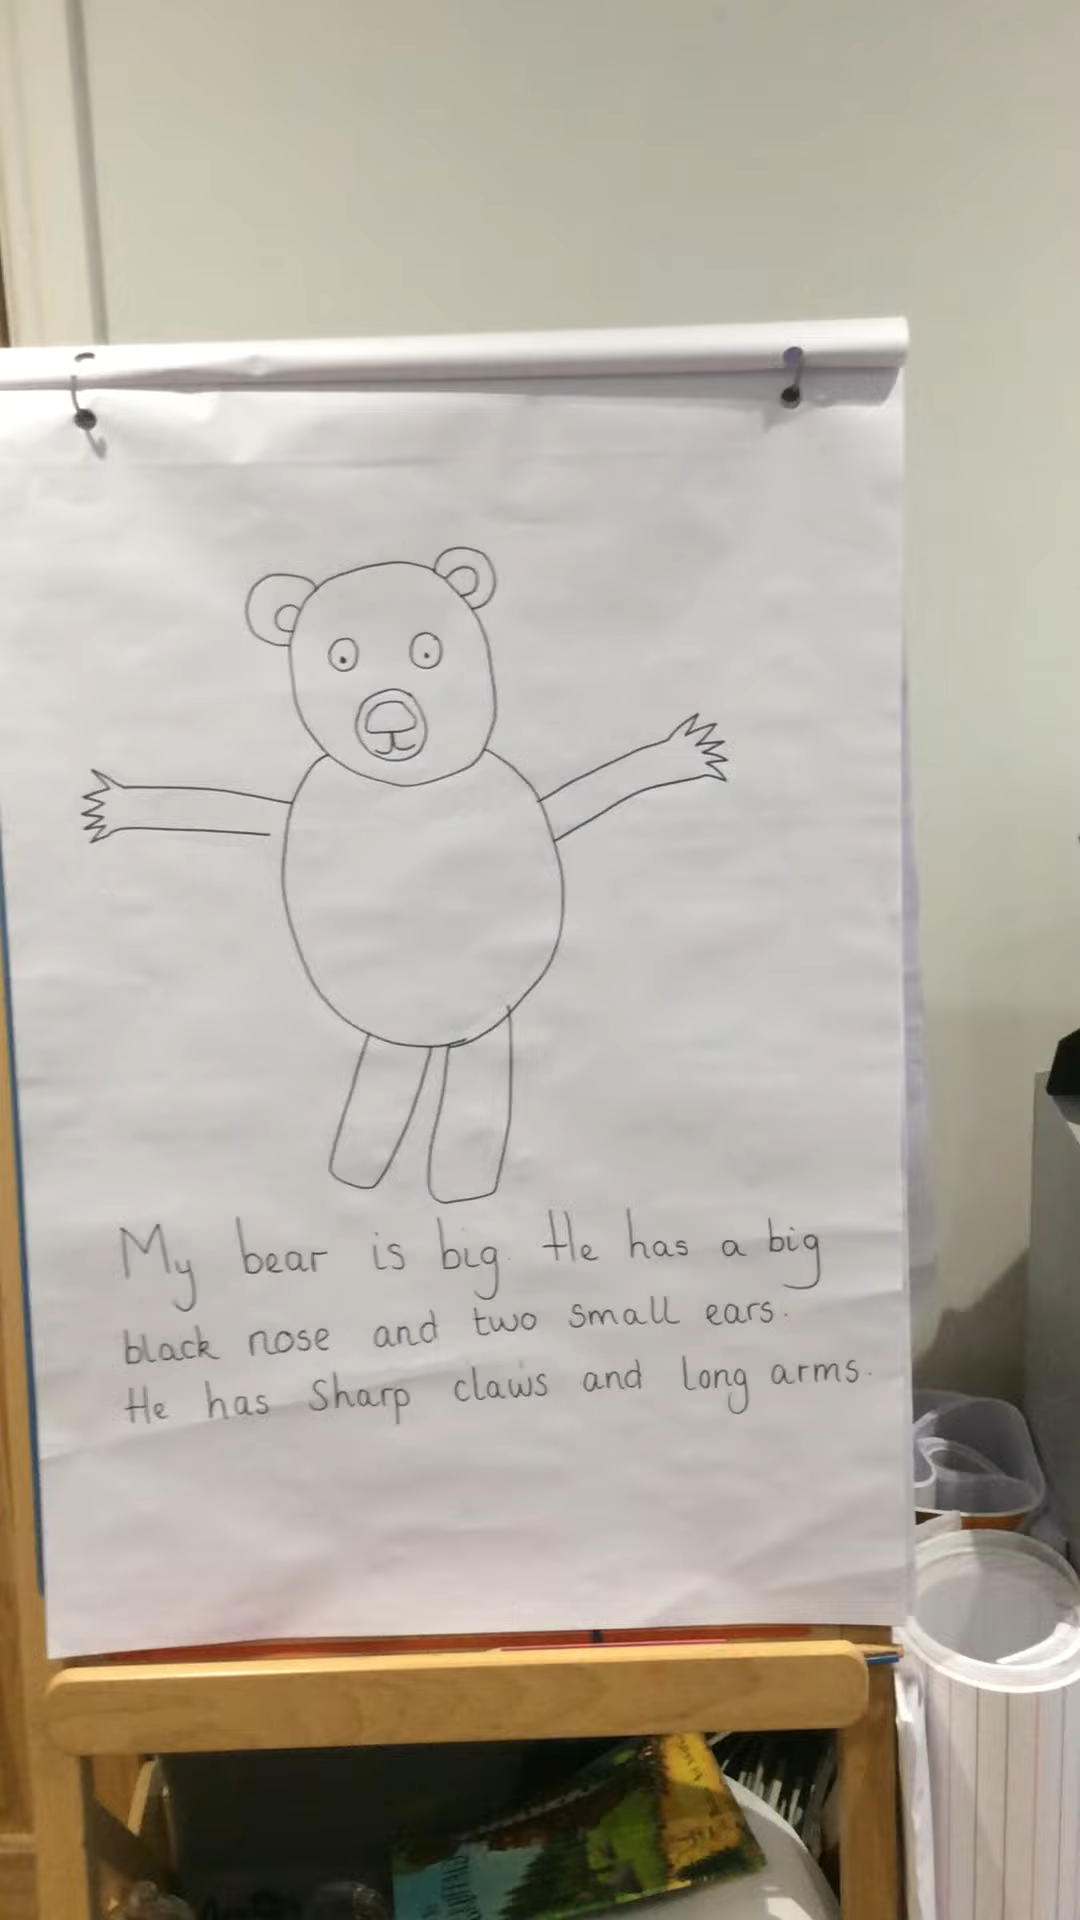 My bear is big. He has a big
black nose and two small ears.
He has Sharp claws and long arms.